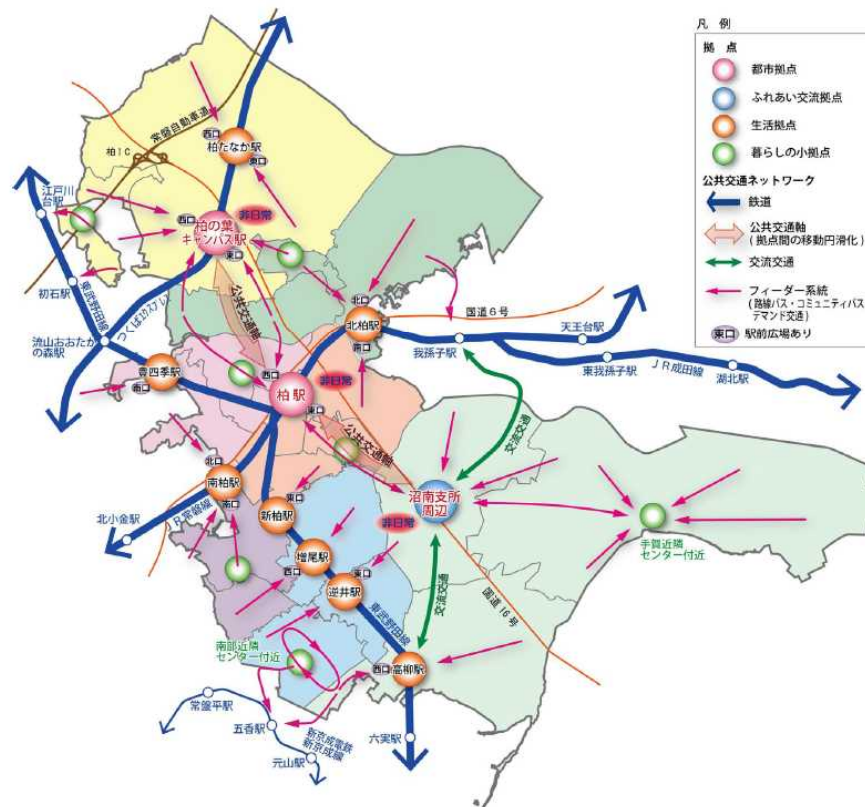 凡 例
拠 点
都市拠点
ふれあい交流拠点
生活拠点
暮らしの小拠点
公共交通ネットワーク
鉄道
公共交通軸
(拠点間の移動円滑化)
交流交通
フィーダー系統
(路線バス・コミュニティバス
デマンド交通)
東口
駅前広場あり
常磐自動車道
柏IC
西口
柏たなか駅
東口
江戸川
台駅
西口
非日常
柏の葉
キャンパス駅
東口
初石駅
東武野田線
つくばエクスプレス
公共交通軸
北口
北柏駅
南口
国道6号
天王台駅
我孫子駅
東我孫子駅
JR成田線
湖北駅
流山おおたか
の森駅
豊四季駅
南口
西口
非日常
柏 駅
東口
公共交通軸
交流交通
北口
南柏駅
南口
JR常磐線
北小金駅
東口
新柏駅
沼南支所
周辺
非日常
手賀近隣
センター付近
増尾駅
西口
東口
逆井駅
東武野田線
交流交通
国道16号
南部近隣
センター付近
西口
高柳駅
常盤平駅
五香駅
新京成電鉄
新京成線
元山駅
六実駅